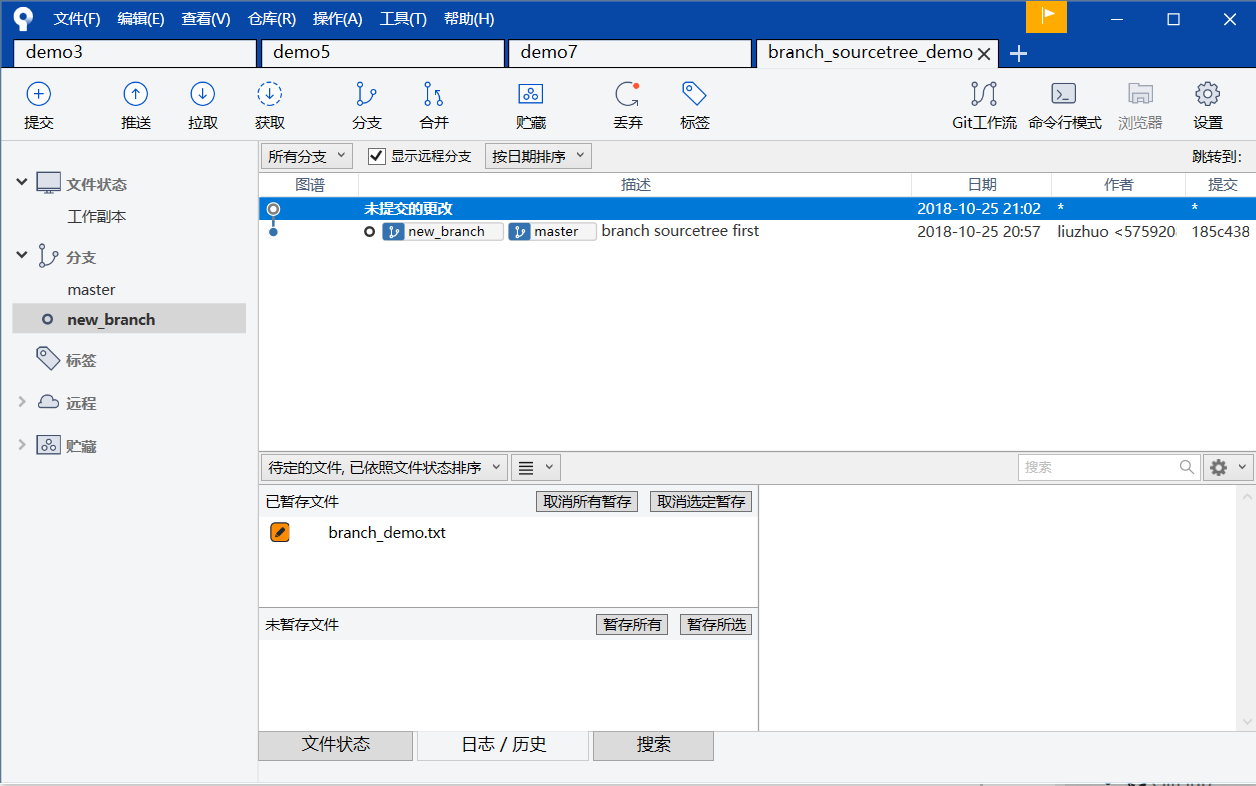 文件(F) 编辑(E) 查看(V) 仓库(R) 操作(A) 工具(T) 帮助(H)
demo3 demo5 demo7 branch_sourcetree_demo
提交 推送 拉取 获取 分支 合并 贮藏 丢弃 标签 Git工作流 命令行模式 浏览器 设置
所有分支 显示远程分支 按日期排序 跳转到:
图谱 描述 日期 作者 提交
未提交的更改 2018-10-25 21:02 * *
new_branch master branch sourcetree first 2018-10-25 20:57 liuzhuo <575920 185c438
文件状态
工作副本
分支
master
new_branch
标签
远程
贮藏
待定的文件, 已依照文件状态排序 搜索
已暂存文件 取消所有暂存 取消选定暂存
branch_demo.txt
未暂存文件 暂存所有 暂存所选
文件状态 日志 / 历史 搜索